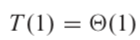 T(1) = Θ(1)